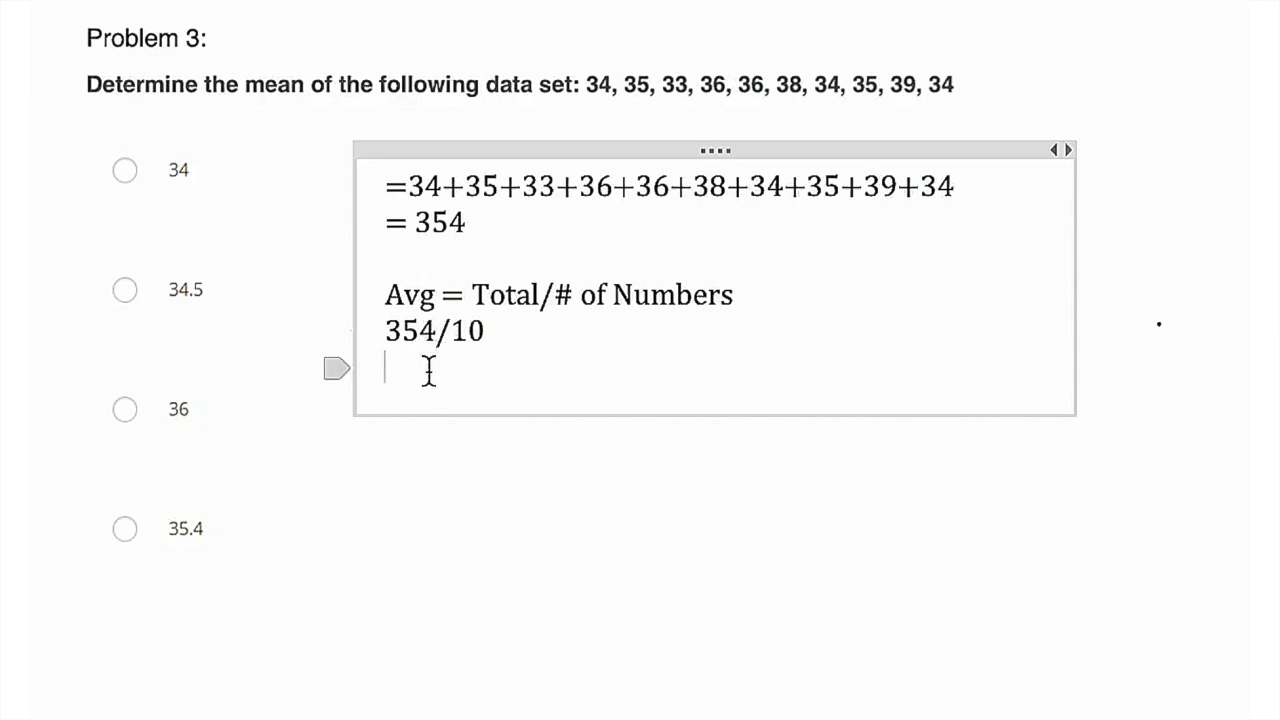 Problem 3:
Determine the mean of the following data set: 34, 35, 33, 36, 36, 38, 34, 35, 39, 34
34
=34+35+33+36+36+38+34+35+39+34
= 354
34.5
Avg = Total/# of Numbers
354/10
36
35.4